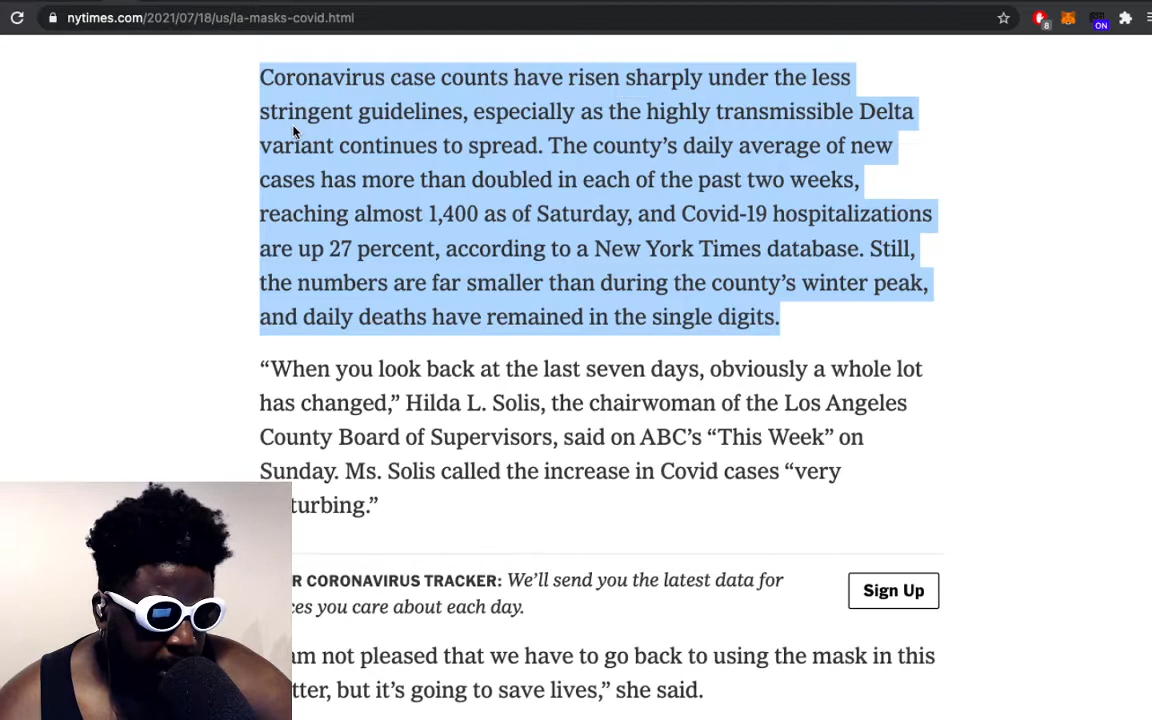 nytimes.com/2021/07/18/us/la-masks-covid.html
8
ON
Coronavirus case counts have risen sharply under the less
stringent guidelines, especially as the highly transmissible Delta
variant continues to spread. The county’s daily average of new
cases has more than doubled in each of the past two weeks,
reaching almost 1,400 as of Saturday, and Covid-19 hospitalizations
are up 27 percent, according to a New York Times database. Still,
the numbers are far smaller than during the county’s winter peak,
and daily deaths have remained in the single digits.
“When you look back at the last seven days, obviously a whole lot
has changed,” Hilda L. Solis, the chairwoman of the Los Angeles
County Board of Supervisors, said on ABC’s “This Week” on
Sunday. Ms. Solis called the increase in Covid cases “very
turbing.”
R CORONAVIRUS TRACKER: We’ll send you the latest data for
ces you care about each day.
Sign Up
am not pleased that we have to go back to using the mask in this
tter, but it’s going to save lives,” she said.